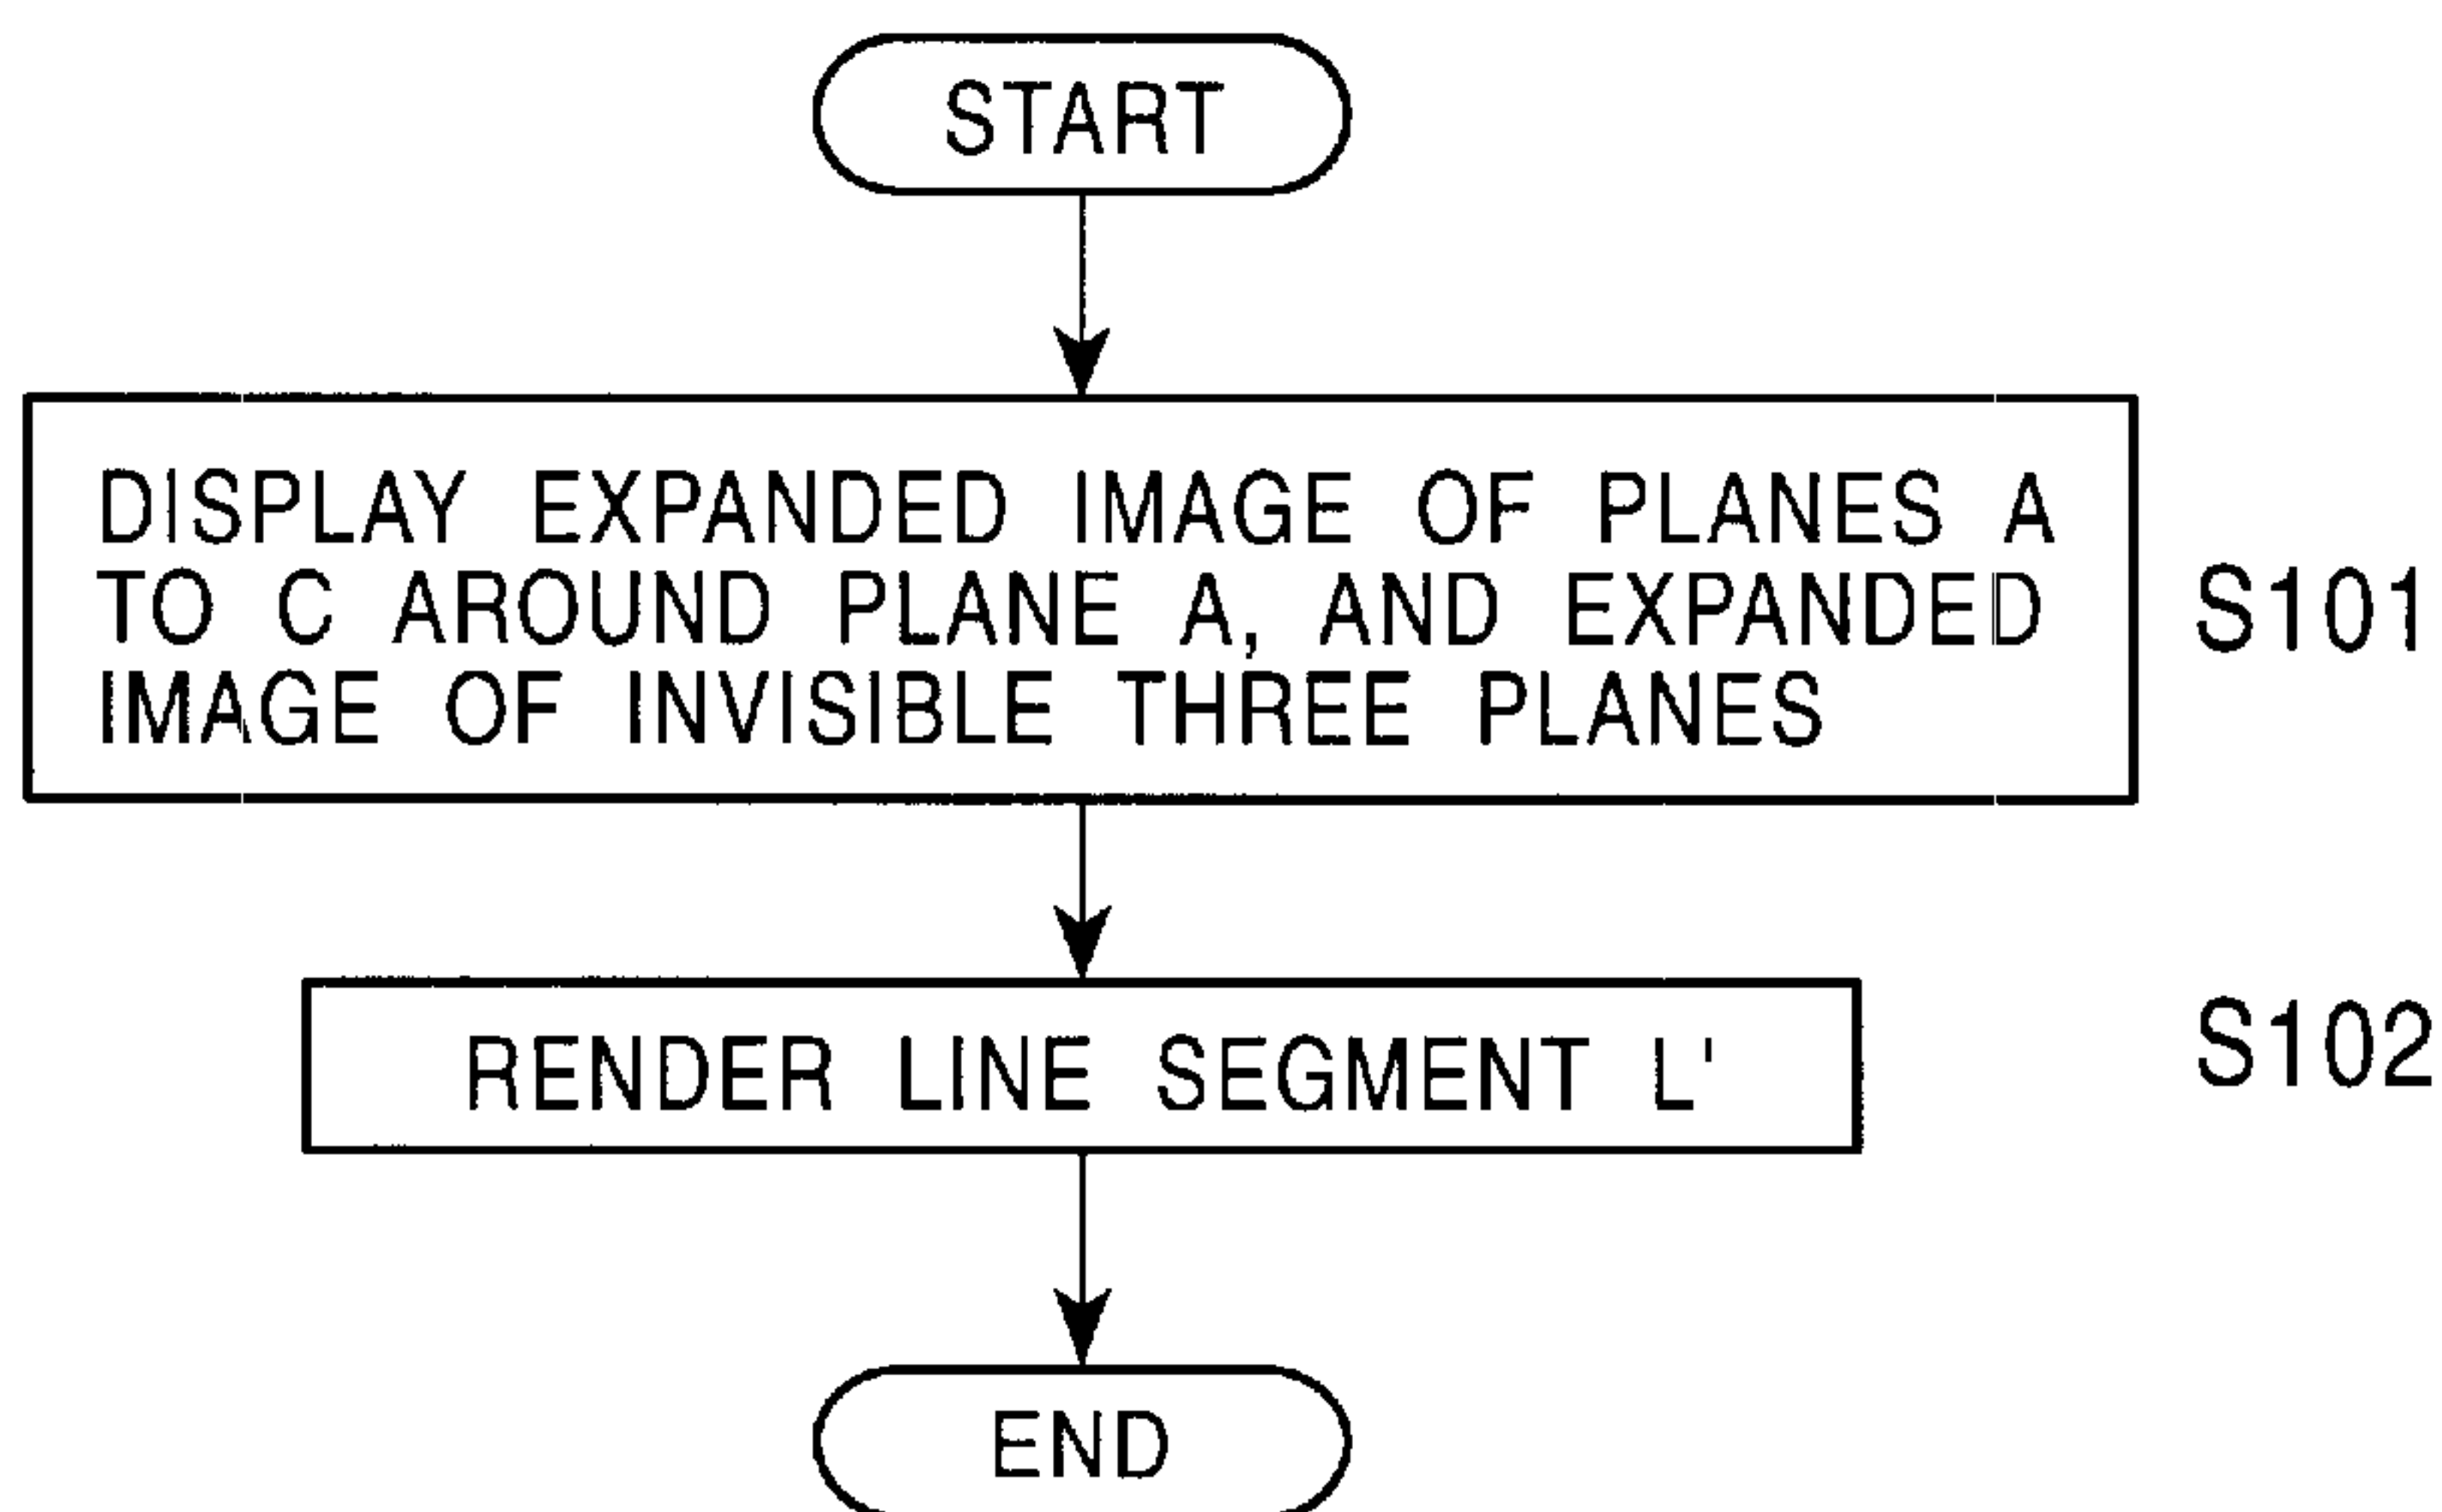 START
DISPLAY EXPANDED IMAGE OF PLANES A
TO C AROUND PLANE A, AND EXPANDED
IMAGE OF INVISIBLE THREE PLANES
S101
RENDER LINE SEGMENT L'
S102
END